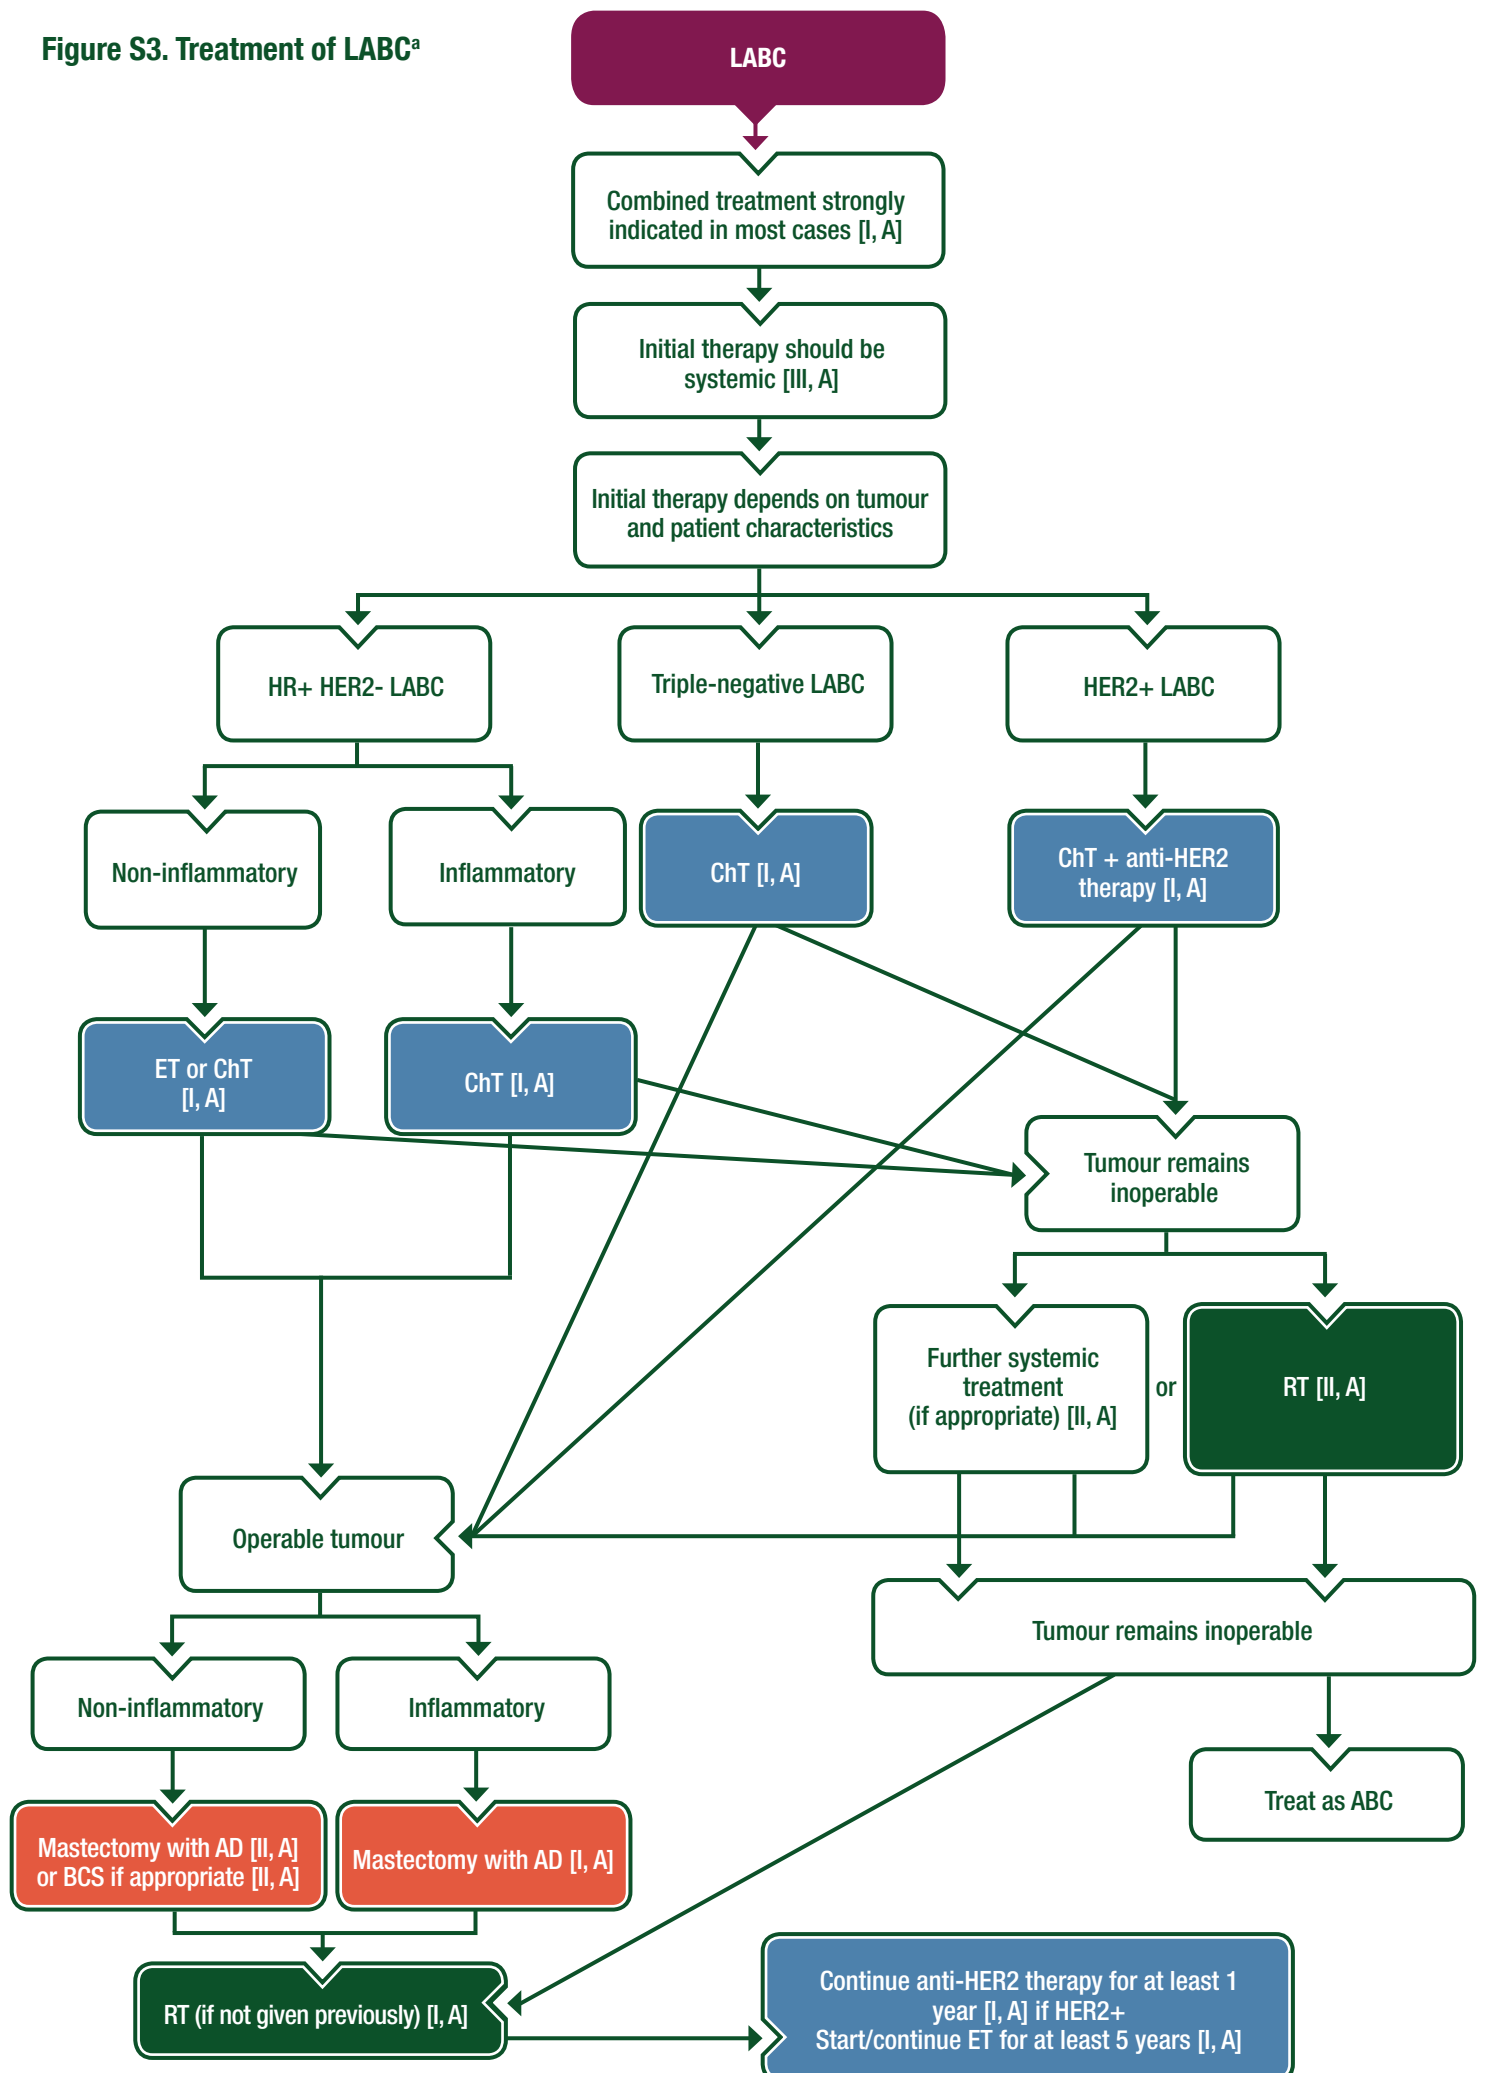 Figure S3. Treatment of LABCa
LABC
Combined treatment strongly
indicated in most cases [I, A]
Initial therapy should be
systemic [III, A]
Initial therapy depends on tumour
and patient characteristics
HR+ HER2- LABC
Triple-negative LABC
HER2+ LABC
Non-inflammatory
Inflammatory
ChT [I, A]
ChT + anti-HER2
therapy [I, A]
ET or ChT
[I, A]
ChT [I, A]
Tumour remains
inoperable
Further systemic
treatment
(if appropriate) [II, A]
or
RT [II, A]
Operable tumour
Tumour remains inoperable
Non-inflammatory
Inflammatory
Treat as ABC
Mastectomy with AD [II, A]
or BCS if appropriate [II, A]
Mastectomy with AD [I, A]
RT (if not given previously) [I, A]
Continue anti-HER2 therapy for at least 1
year [I, A] if HER2+
Start/continue ET for at least 5 years [I, A]